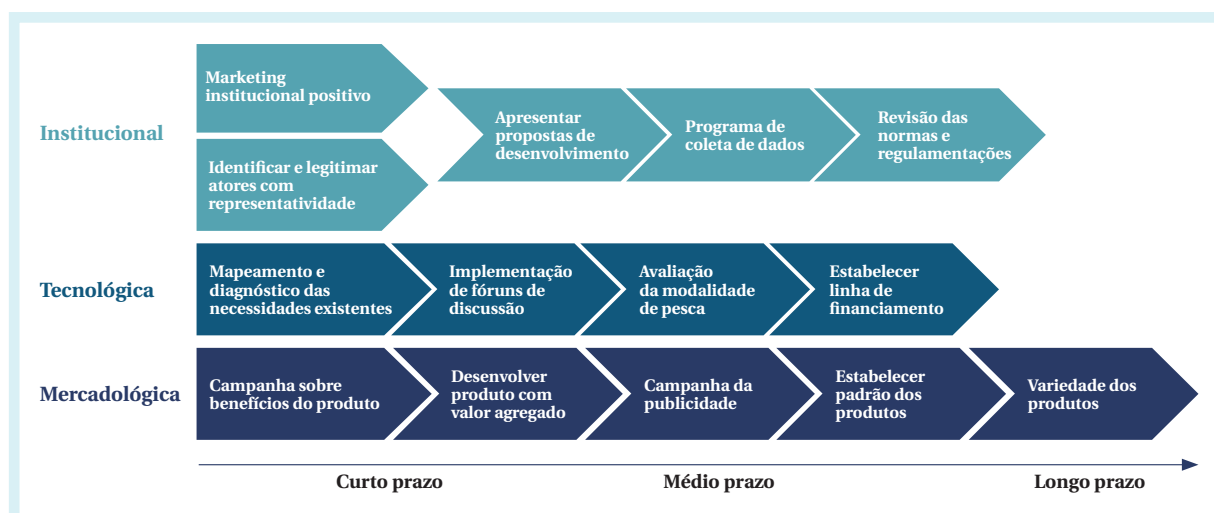 Institucional
Marketing
institucional positivo
Identificar e legitimar
atores com
representatividade
Apresentar
propostas de
desenvolvimento
Programa de
coleta de dados
Revisão das
normas e
regulamentações
Tecnológica
Mapeamento e
diagnóstico das
necessidades existentes
Implementação
de fóruns de
discussão
Avaliação
da modalidade
de pesca
Estabelecer
linha de
financiamento
Mercadológica
Campanha sobre
benefícios do produto
Desenvolver
produto com
valor agregado
Campanha da
publicidade
Estabelecer
padrão dos
produtos
Variedade dos
produtos
Curto prazo
Médio prazo
Longo prazo